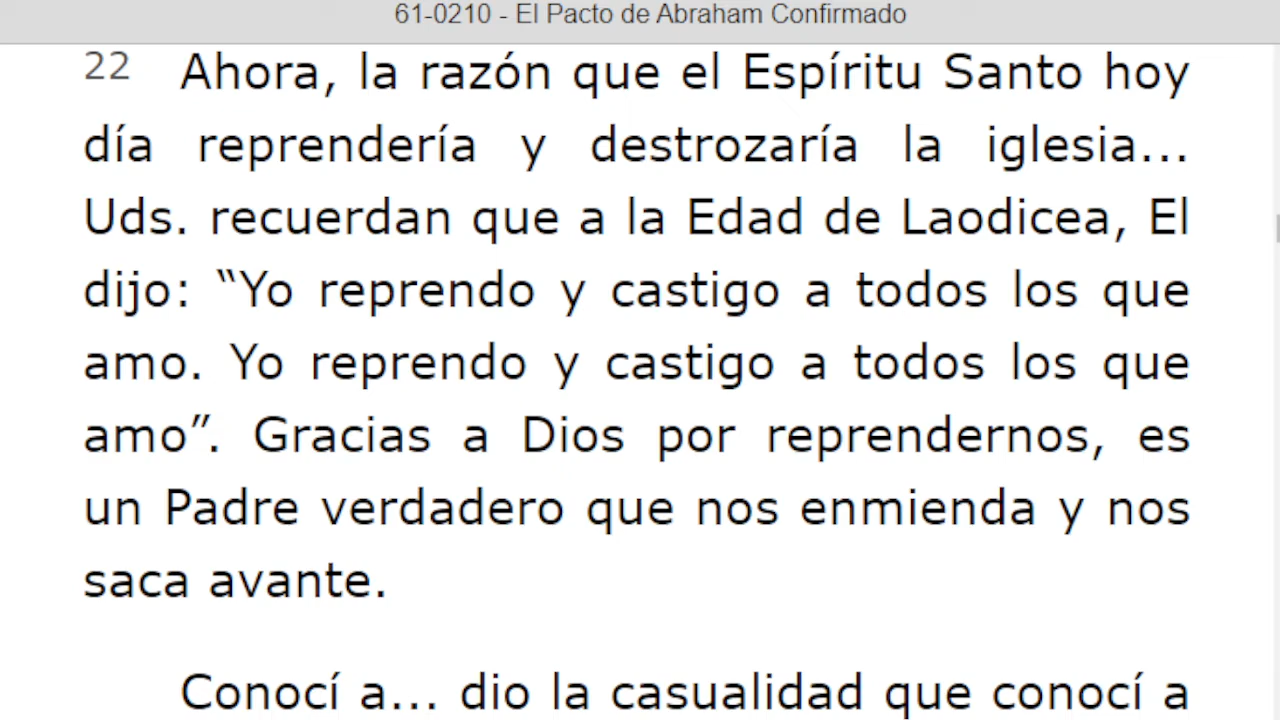 61-0210 - El Pacto de Abraham Confirmado
22 Ahora, la razón que el Espíritu Santo hoy
día reprendería y destrozaría la iglesia...
Uds. recuerdan que a la Edad de Laodicea, El
dijo: “Yo reprendo y castigo a todos los que
amo. Yo reprendo y castigo a todos los que
amo”. Gracias a Dios por reprendernos, es
un Padre verdadero que nos enmienda y nos
saca avante.
Conocí a... dio la casualidad que conocí a